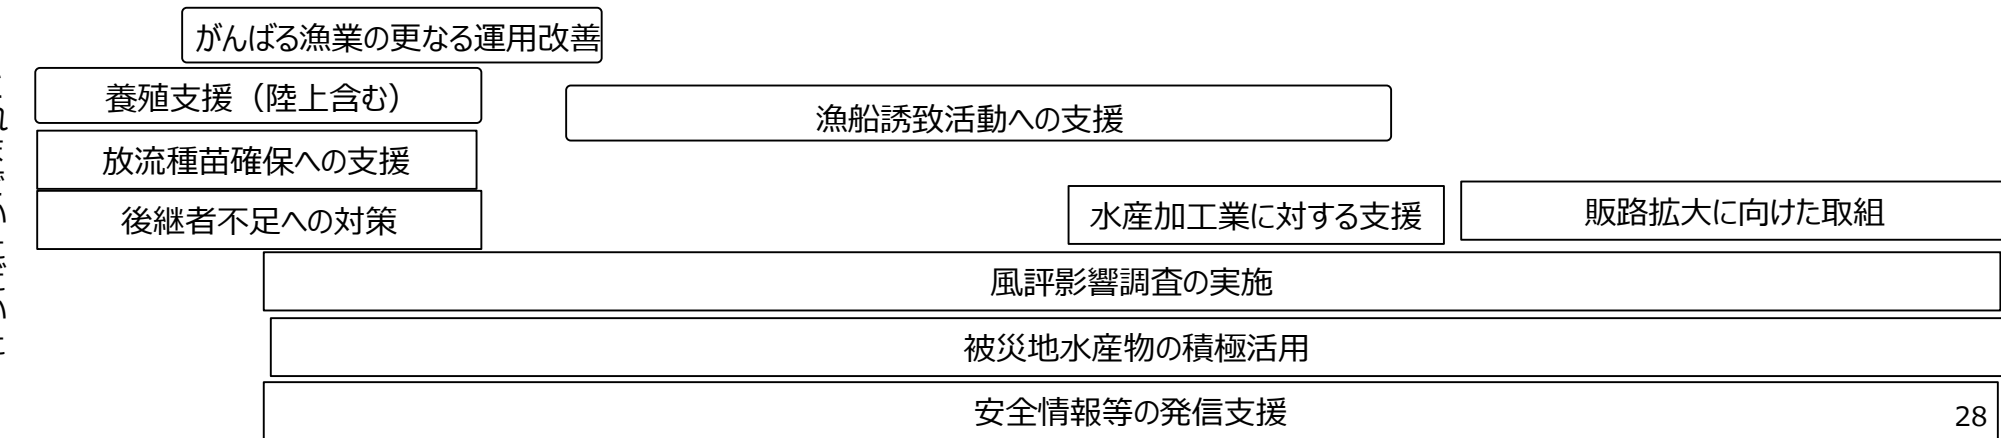 がんばる漁業の更なる運用改善
養殖支援（陸上含む）
漁船誘致活動への支援
放流種苗確保への支援
後継者不足への対策
水産加工業に対する支援
販路拡大に向けた取組
風評影響調査の実施
被災地水産物の積極活用
安全情報等の発信支援
28